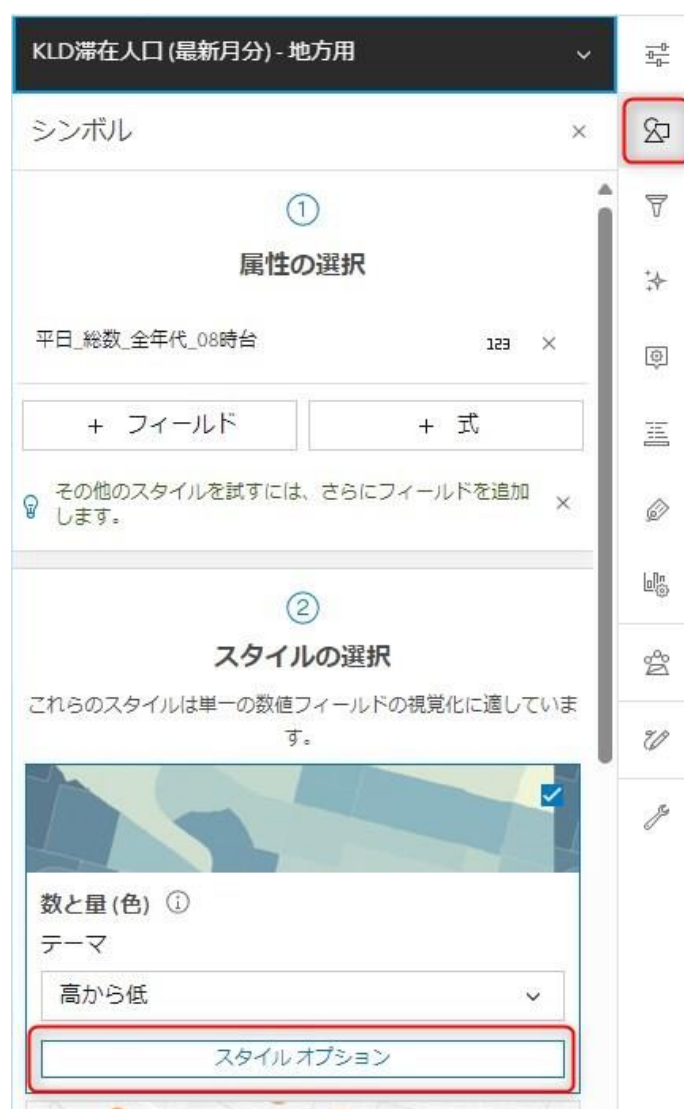 KLD滞在人口 (最新月分) - 地方用
シンボル
1
属性の選択
平日_総数_全年代_08時台 123
+ フィールド
+ 式
その他のスタイルを試すには、さらにフィールドを追加
します。
2
スタイルの選択
これらのスタイルは単一の数値フィールドの視覚化に適していま
す。
数と量 (色)
テーマ
高から低
スタイル オプション